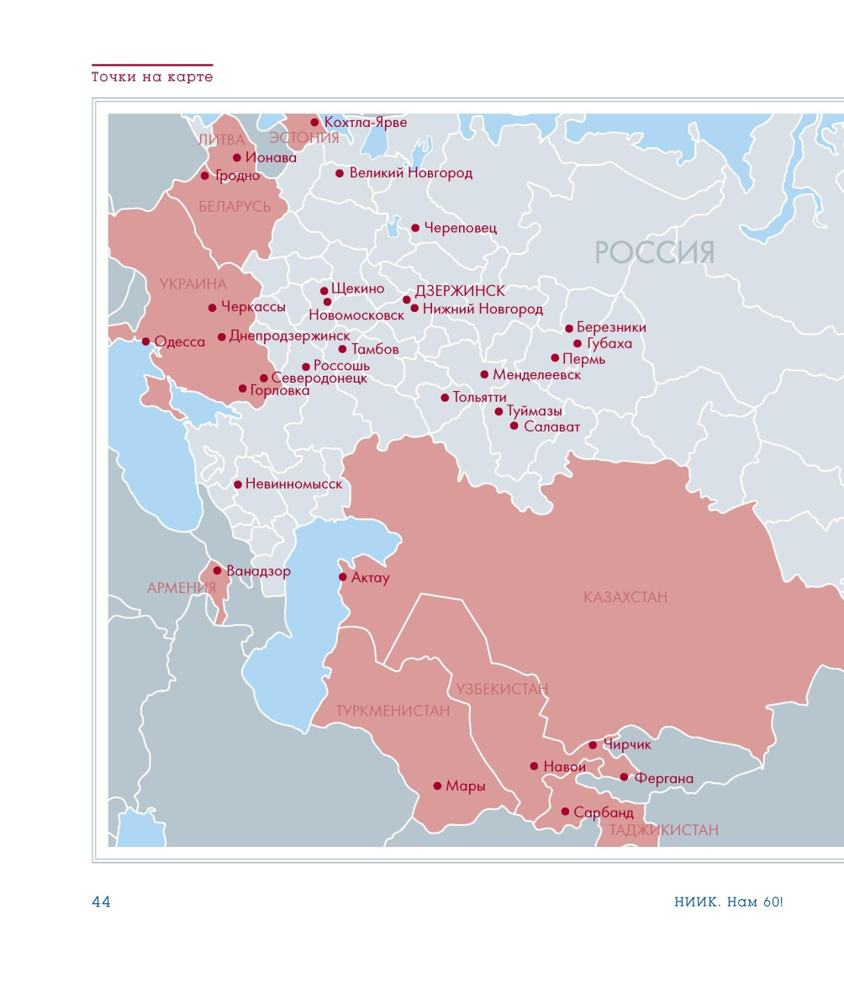 Точки на карте
Кохтла-Ярве
ЛИТВА
ЭСТОНИЯ
Ионава
Гродно
Великий Новгород
БЕЛАРУСЬ
Череповец
РОССИЯ
УКРАИНА
Щекино
ДЗЕРЖИНСК
Черкассы
Новомосковск
Нижний Новгород
Березники
Днепродзержинск
Одесса
Губаха
Тамбов
Пермь
Россошь
Менделеевск
Северодонецк
Горловка
Тольятти
Туймазы
Салават
Невинномысск
Ванадзор
Актау
АРМЕНИЯ
КАЗАХСТАН
УЗБЕКИСТАН
ТУРКМЕНИСТАН
Чирчик
Навои
Фергана
Мары
Сарбанд
ТАДЖИКИСТАН
44
НИИК. Нам 60!